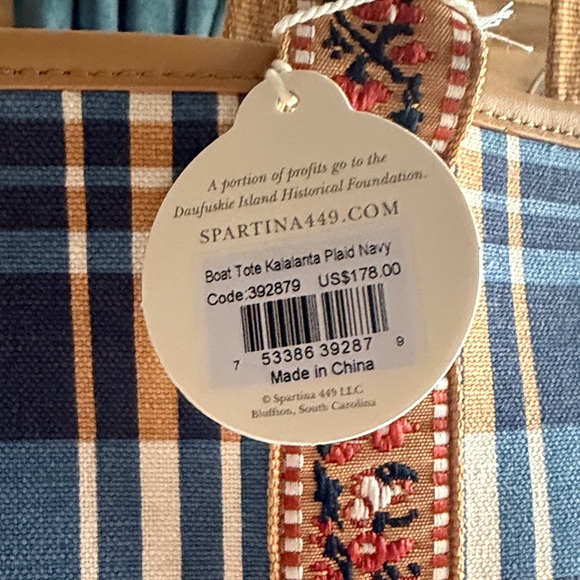 A portion of profits go to the
Daufuskie Island Historical Foundation.
SPARTINA449.COM
Boat Tote Kalalanta Plaid Navy
Code:392879 US$178.00
7 53386 39287 9
Made in China
© Spartina 449 LLC
Bluffton, South Carolina